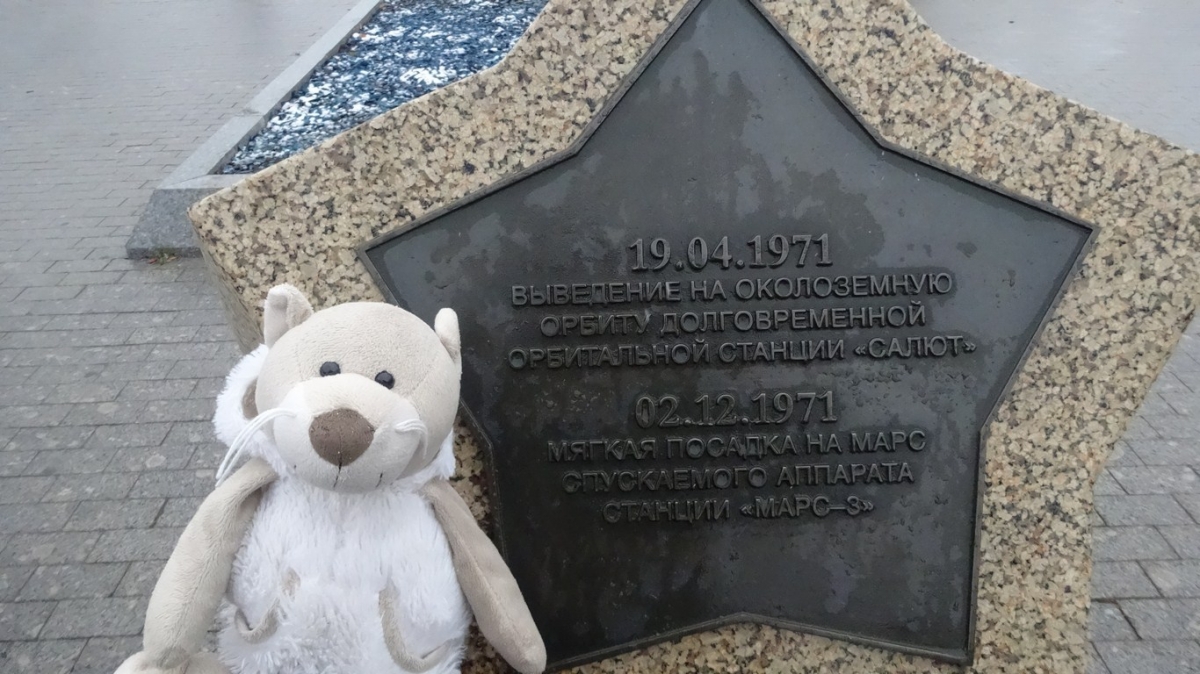 19.04.1971
ВЫВЕДЕНИЕ НА ОКОЛОЗЕМНУЮ
ОРБИТУ ДОЛГОВРЕМЕННОЙ
ОРБИТАЛЬНОЙ СТАНЦИИ «САЛЮТ»
02.12.1971
МЯГКАЯ ПОСАДКА НА МАРС
СПУСКАЕМОГО АППАРАТА
СТАНЦИИ «МАРС–3»